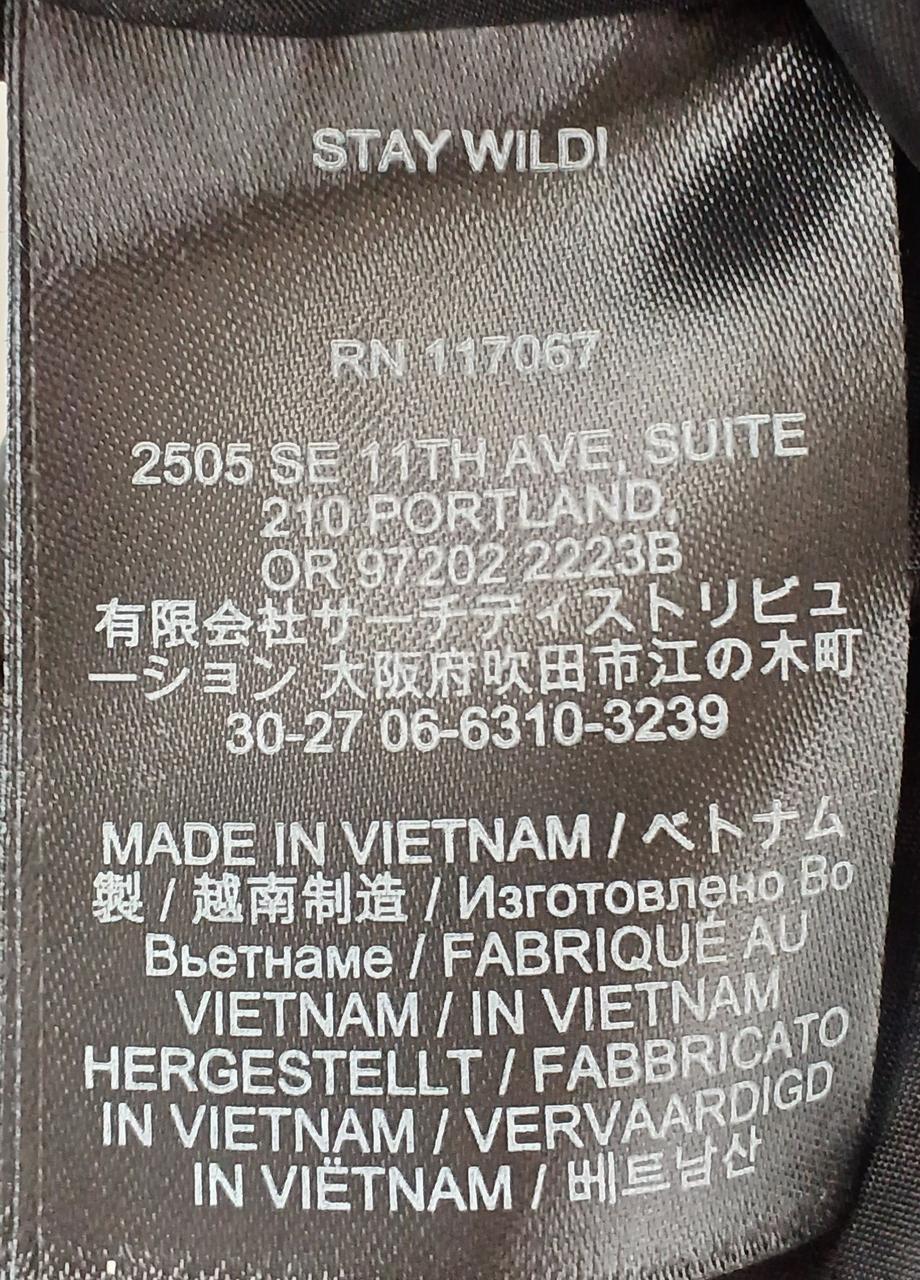 STAY WILD!
RN 117067
2505 SE 11TH AVE, SUITE
210 PORTLAND,
OR 97202 2223B
有限会社サーチディストリビュ
ーション 大阪府吹田市江の木町
30-27 06-6310-3239
MADE IN VIETNAM / ベトナム
製 / 越南制造 / Изготовлено Во
Вьетнаме / FABRIQUÉ AU
VIETNAM / IN VIETNAM
HERGESTELLT / FABBRICATO
IN VIETNAM / VERVAARDIGD
IN VIËTNAM / 베트남산